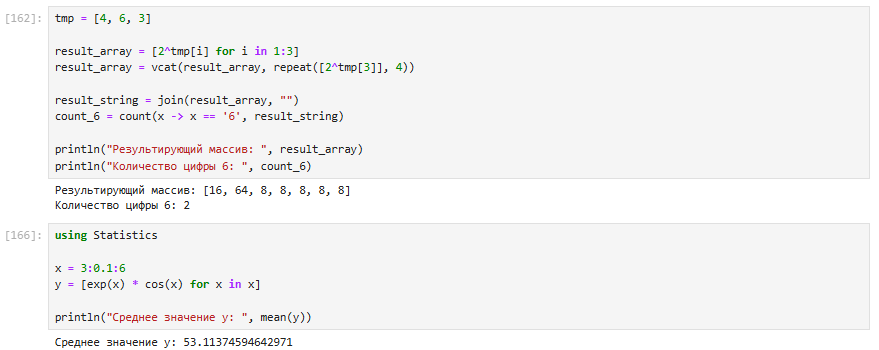 [162]:
tmp = [4, 6, 3]
result_array = [2^tmp[i] for i in 1:3]
result_array = vcat(result_array, repeat([2^tmp[3]], 4))
result_string = join(result_array, "")
count_6 = count(x -> x == '6', result_string)
println("Результирующий массив: ", result_array)
println("Количество цифры 6: ", count_6)
Результирующий массив: [16, 64, 8, 8, 8, 8, 8]
Количество цифры 6: 2
[166]:
using Statistics
x = 3:0.1:6
y = [exp(x) * cos(x) for x in x]
println("Среднее значение y: ", mean(y))
Среднее значение y: 53.11374594642971